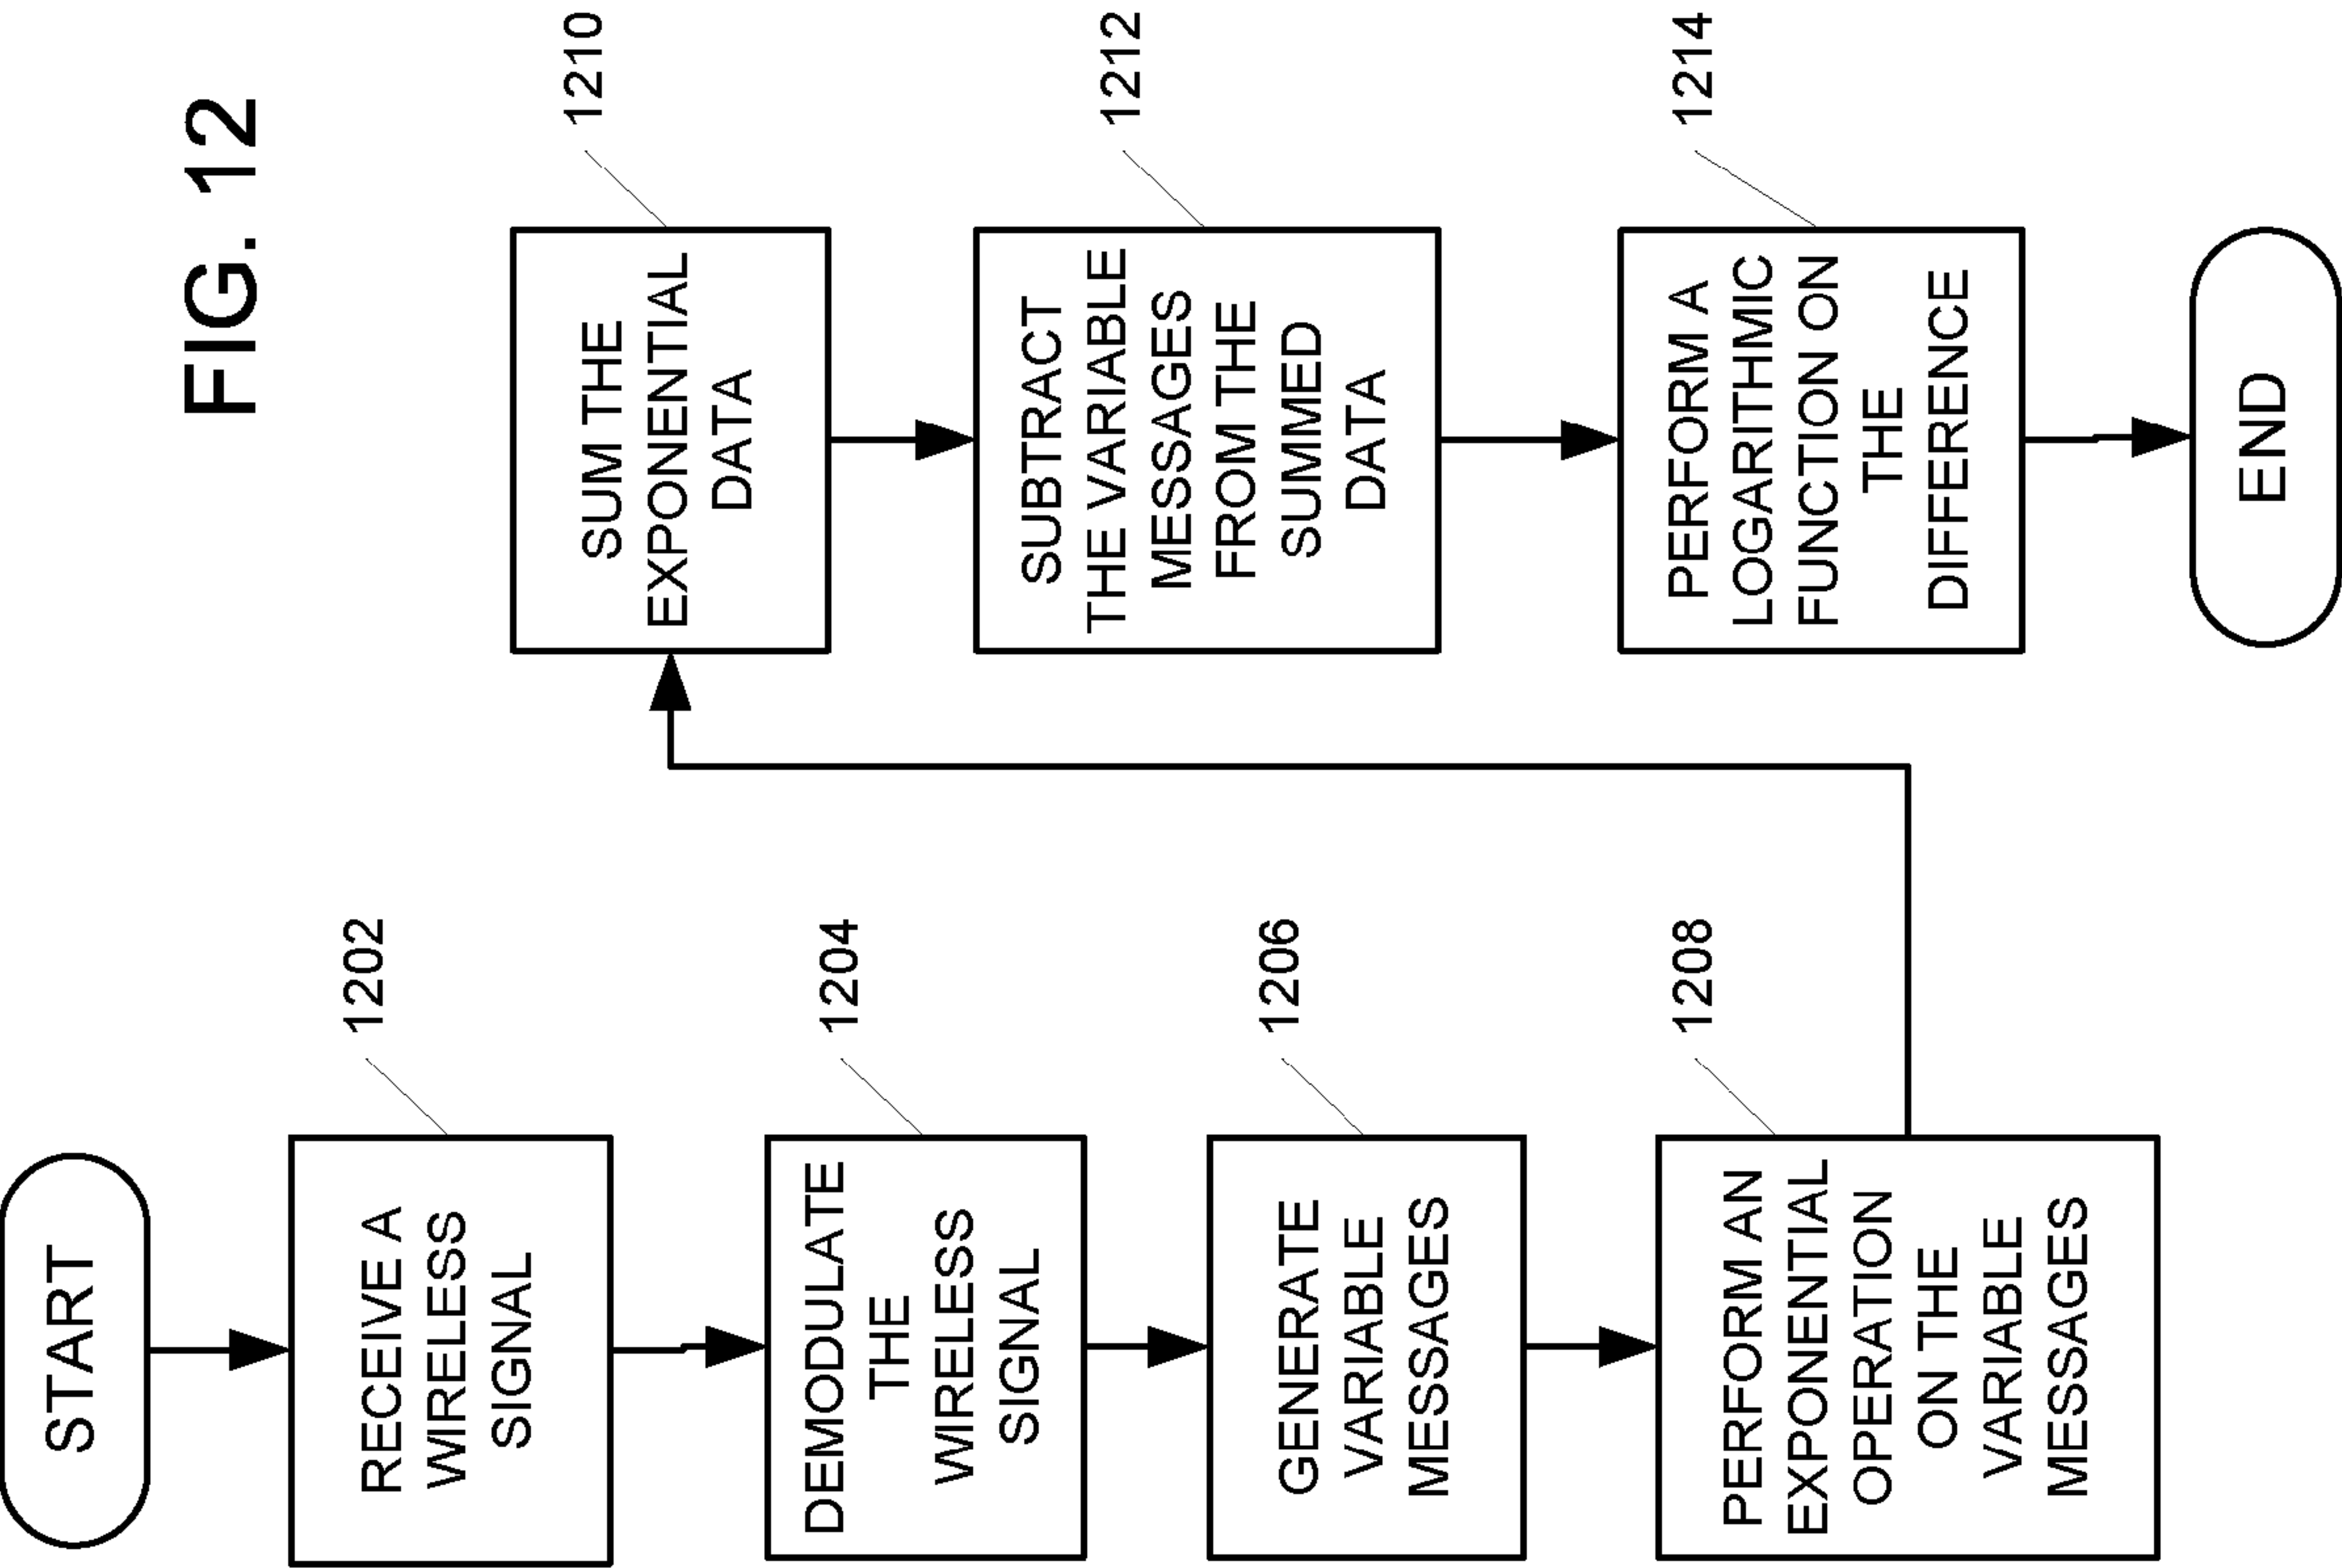 FIG. 12
START
RECEIVE A
WIRELESS
SIGNAL
1202
DEMODULATE
THE
WIRELESS
SIGNAL
1204
GENERATE
VARIABLE
MESSAGES
1206
PERFORM AN
EXPONENTIAL
OPERATION
ON THE
VARIABLE
MESSAGES
1208
SUM THE
EXPONENTIAL
DATA
1210
SUBTRACT
THE VARIABLE
MESSAGES
FROM THE
SUMMED
DATA
1212
PERFORM A
LOGARITHMIC
FUNCTION ON
THE
DIFFERENCE
1214
END